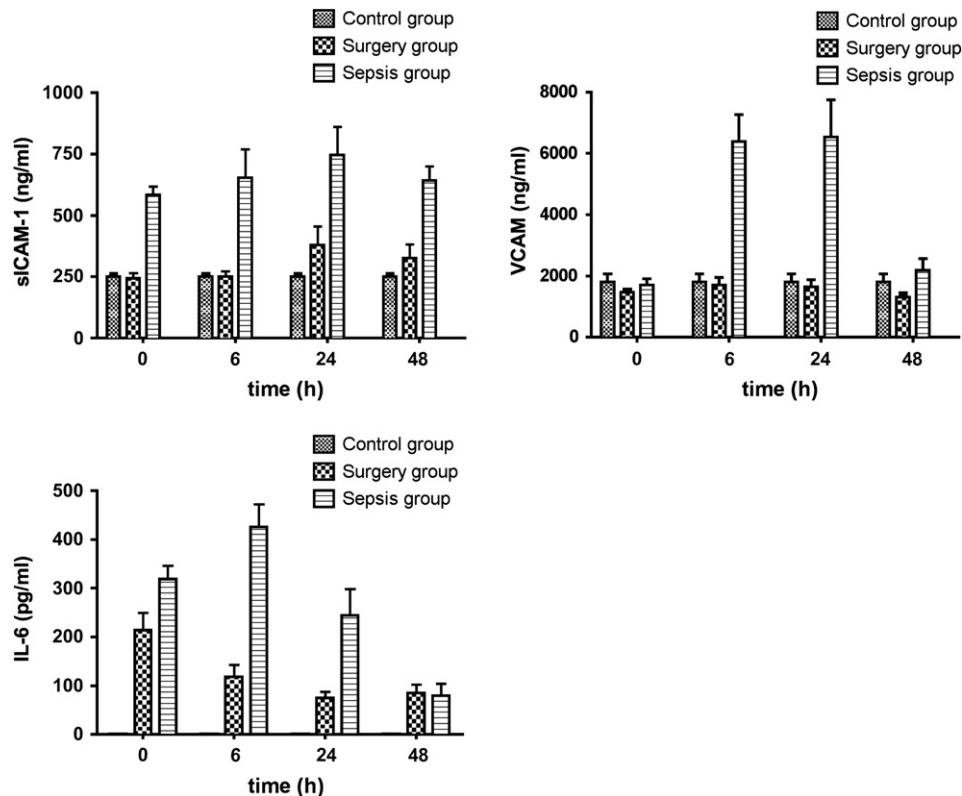 Control group
Surgery group
Sepsis group
1000
750
500
250
0
sICAM-1 (ng/ml)
0 6 24 48
time (h)
Control group
Surgery group
Sepsis group
8000
6000
4000
2000
0
VCAM (ng/ml)
0 6 24 48
time (h)
Control group
Surgery group
Sepsis group
500
400
300
200
100
0
IL-6 (pg/ml)
0 6 24 48
time (h)